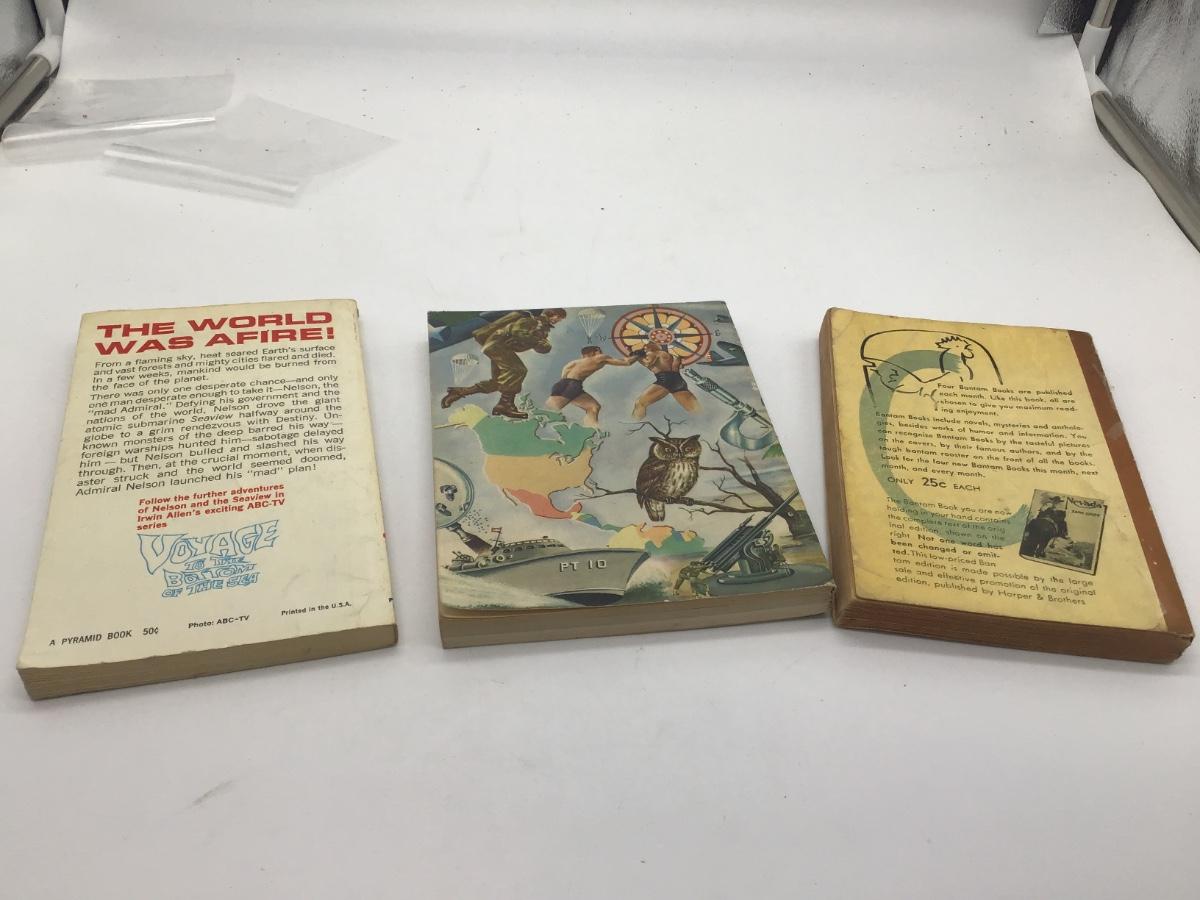 THE WORLD
WAS AFIRE!
From a flaming sky, heat seared Earth's surface
and vast forests and mighty cities flared and died.
In a few weeks, mankind would be burned from
the face of the planet.
There was only one desperate chance—and only
one man desperate enough to take it—Nelson, the
"mad Admiral." Defying his government and the
nations of the world, Nelson drove the giant
atomic submarine Seaview halfway around the
globe to a grim rendezvous with Destiny. Un-
known monsters of the deep barred his way—
foreign warships hunted him—sabotage delayed
him — but Nelson bulled and slashed his way
through. Then, at the crucial moment, when dis-
aster struck and the world seemed doomed,
Admiral Nelson launched his "mad" plan!
Follow the further adventures
of Nelson and the Seaview in
Irwin Allen's exciting ABC-TV
series
VOYAGE
TO THE
BOTTOM
OF THE SEA
A PYRAMID BOOK 50¢ Photo: ABC-TV Printed in the U.S.A.
PT 10
Four Bantam Books are published
each month. Like this book, all are
chosen to give you maximum read-
ing enjoyment.
Bantam Books include novels, mysteries and antholo-
gies, besides works of humor and information. You
can recognize Bantam Books by the tasteful pictures
on the covers, by their famous authors, and by the
tough bantam rooster on the front of all the books.
Look for the four new Bantam Books this month, next
month, and every month.
ONLY 25c EACH
The Bantam Book you are now
holding in your hand contains
the complete text of the orig
inal edition, shown on the
right. Not one word has
been changed or omit-
ted. This low-priced Ban
tam edition is made possible by the large
sale and effective promotion of the original
edition, published by Harper & Brothers
Nevada
ZANE GREY